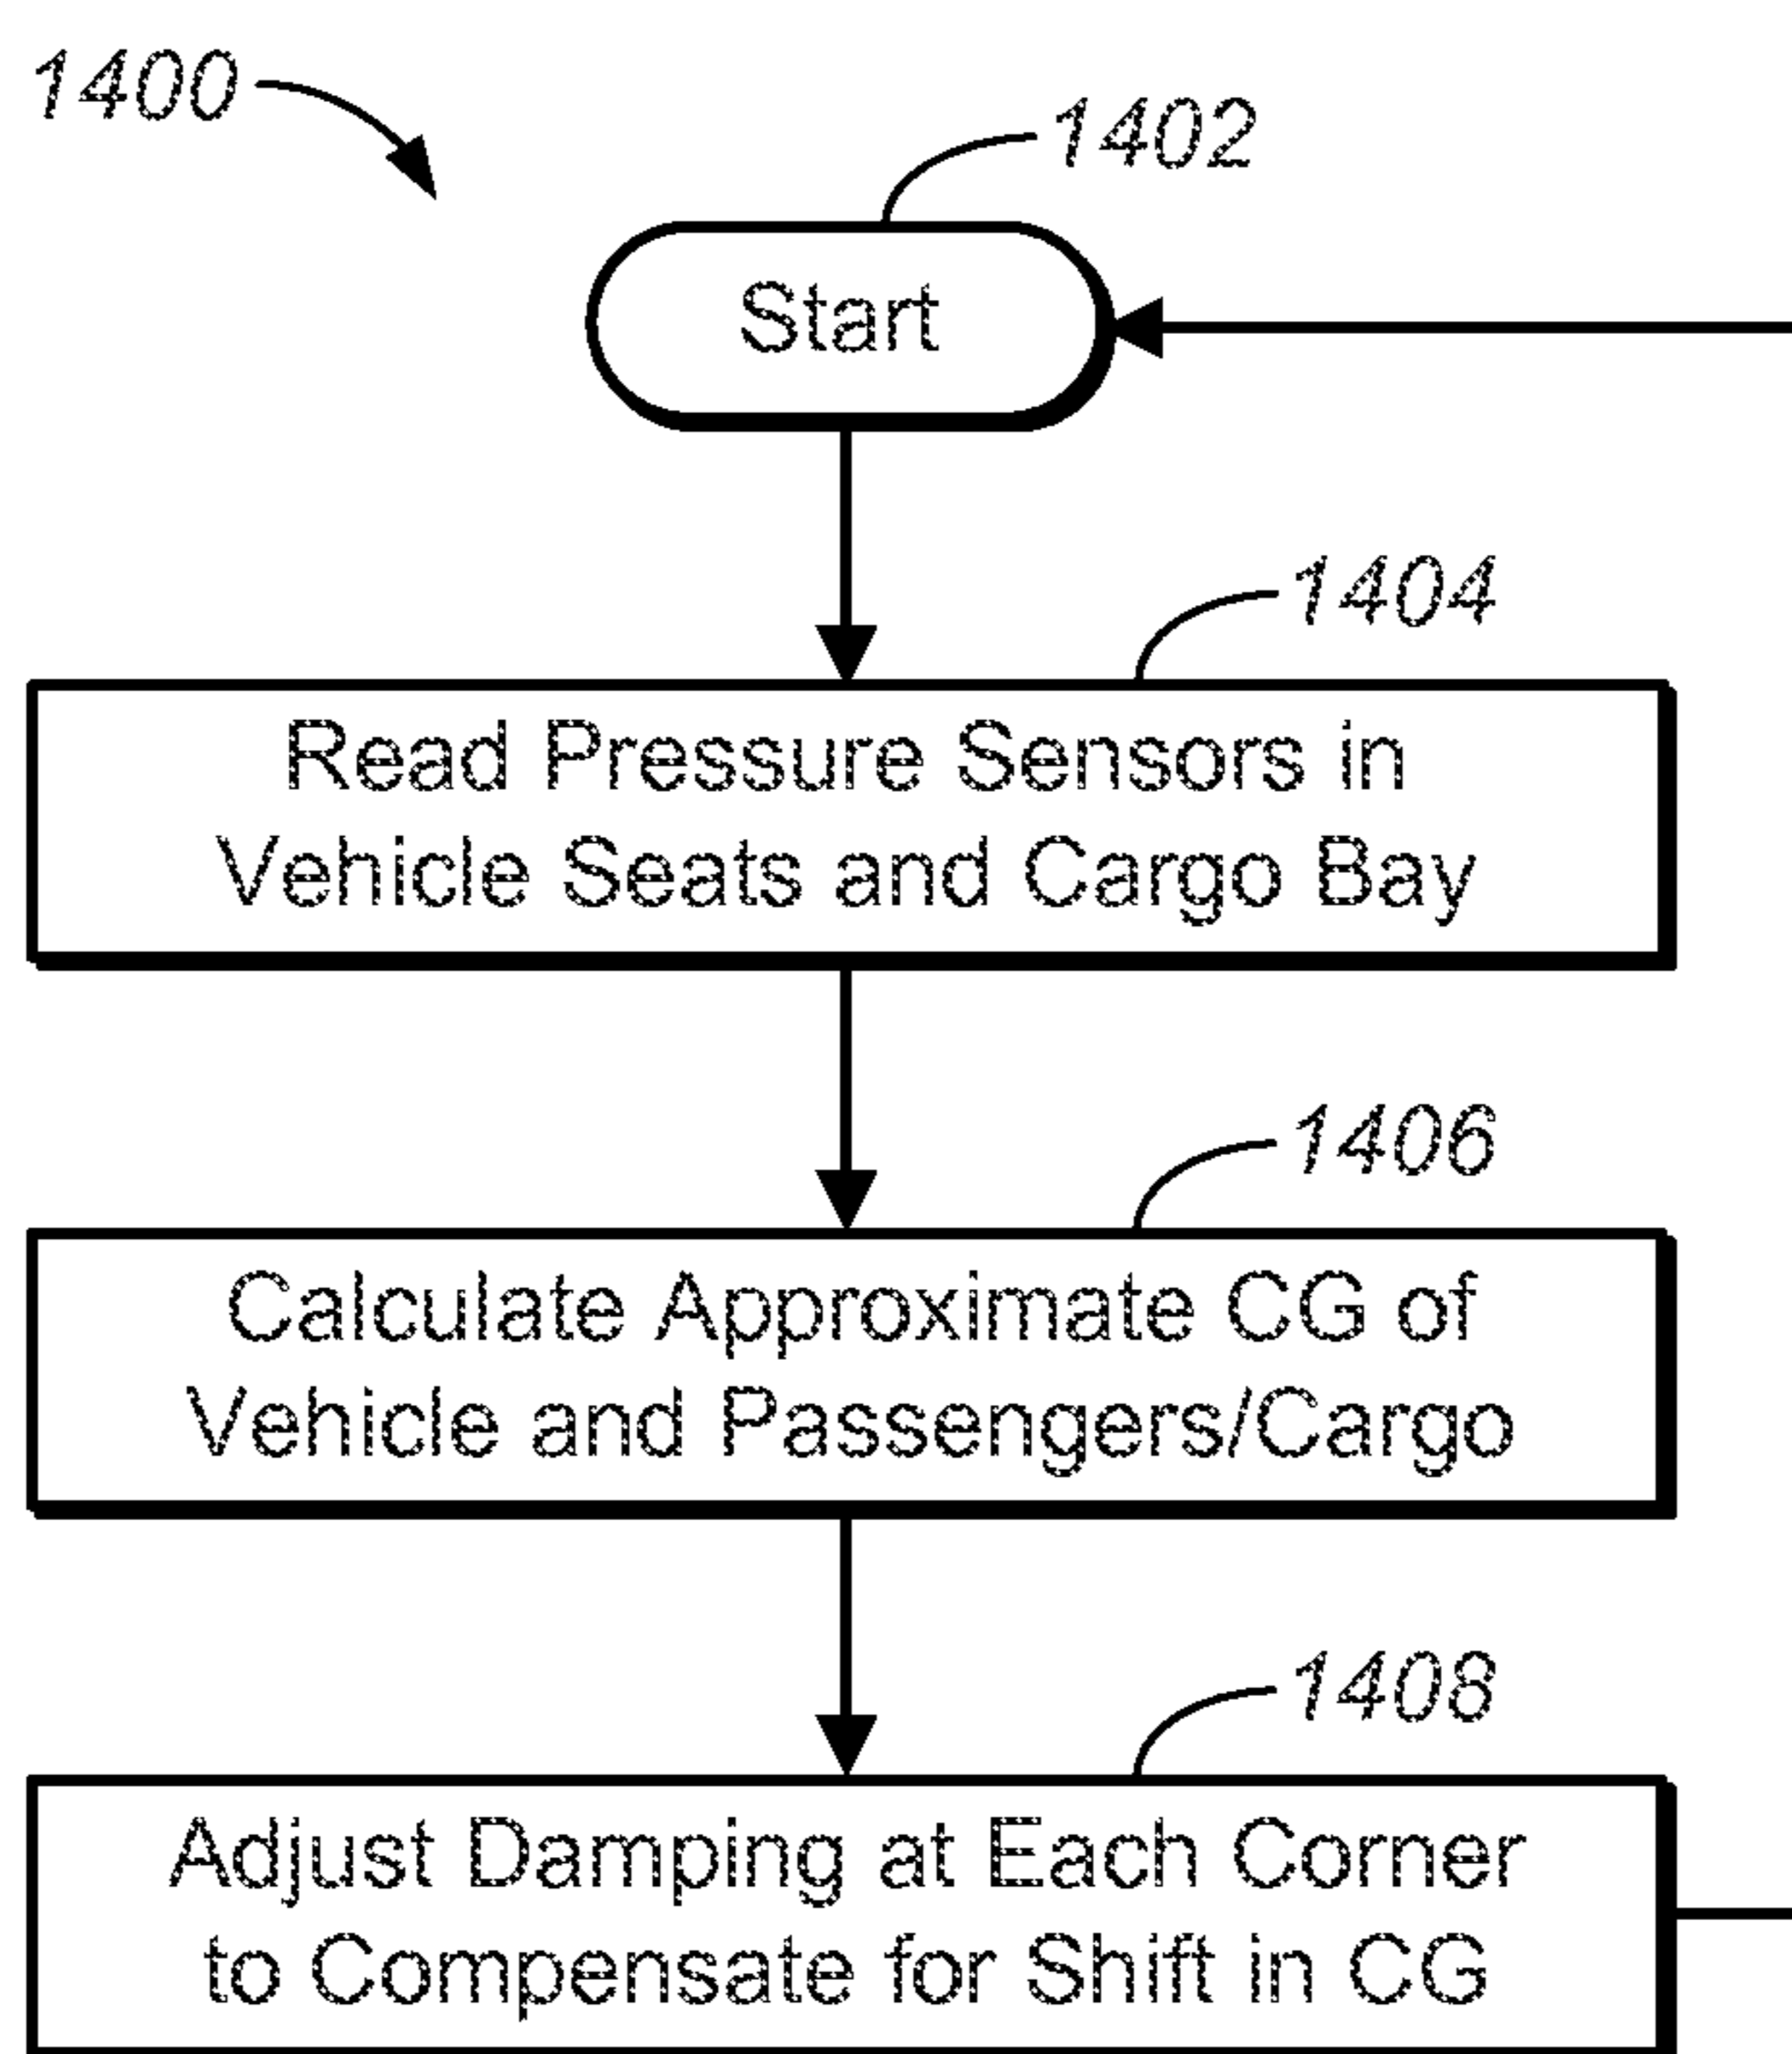 1400
1402
Start
1404
Read Pressure Sensors in
Vehicle Seats and Cargo Bay
1406
Calculate Approximate CG of
Vehicle and Passengers/Cargo
1408
Adjust Damping at Each Corner
to Compensate for Shift in CG